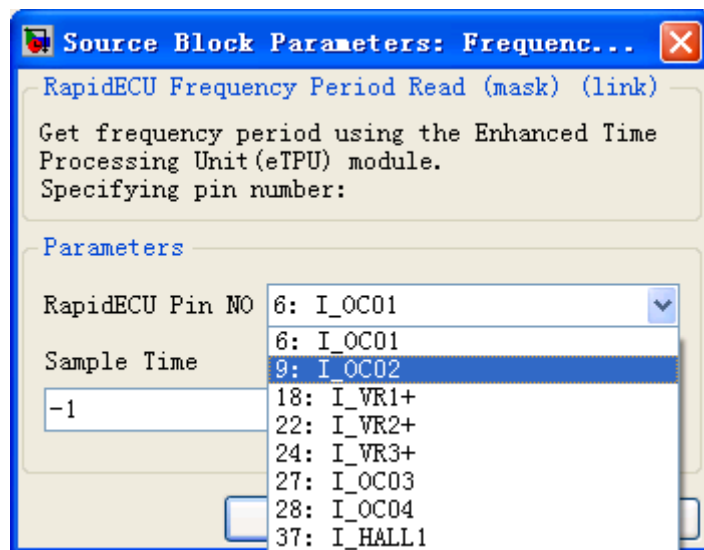 Source Block Parameters: Frequenc...
RapidECU Frequency Period Read (mask) (link)
Get frequency period using the Enhanced Time
Processing Unit(eTPU) module.
Specifying pin number:
Parameters
RapidECU Pin NO 6: I_OC01
6: I_OC01
Sample Time
9: I_OC02
-1
18: I_VR1+
22: I_VR2+
24: I_VR3+
27: I_OC03
28: I_OC04
37: I_HALL1